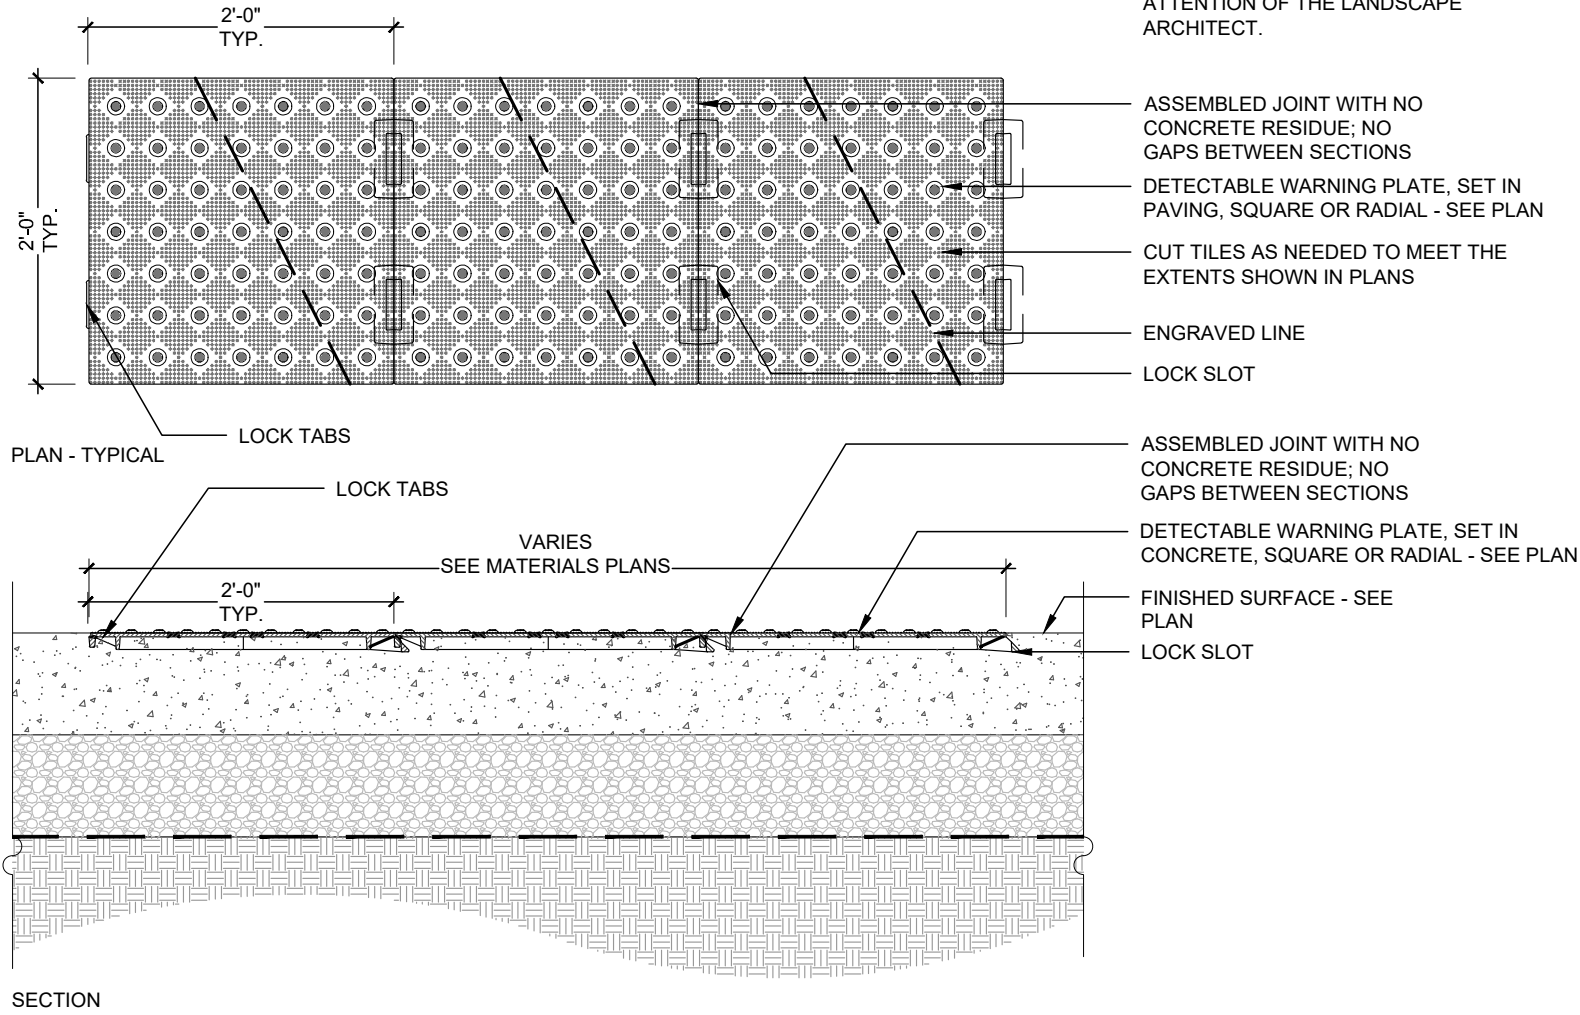 ATTENTION OF THE LANDSCAPE
ARCHITECT.
2'-0"
TYP.
2'-0"
TYP.
ASSEMBLED JOINT WITH NO
CONCRETE RESIDUE; NO
GAPS BETWEEN SECTIONS
DETECTABLE WARNING PLATE, SET IN
PAVING, SQUARE OR RADIAL - SEE PLAN
CUT TILES AS NEEDED TO MEET THE
EXTENTS SHOWN IN PLANS
ENGRAVED LINE
LOCK SLOT
LOCK TABS
PLAN - TYPICAL
LOCK TABS
VARIES
SEE MATERIALS PLANS
2'-0"
TYP.
ASSEMBLED JOINT WITH NO
CONCRETE RESIDUE; NO
GAPS BETWEEN SECTIONS
DETECTABLE WARNING PLATE, SET IN
CONCRETE, SQUARE OR RADIAL - SEE PLAN
FINISHED SURFACE - SEE
PLAN
LOCK SLOT
SECTION